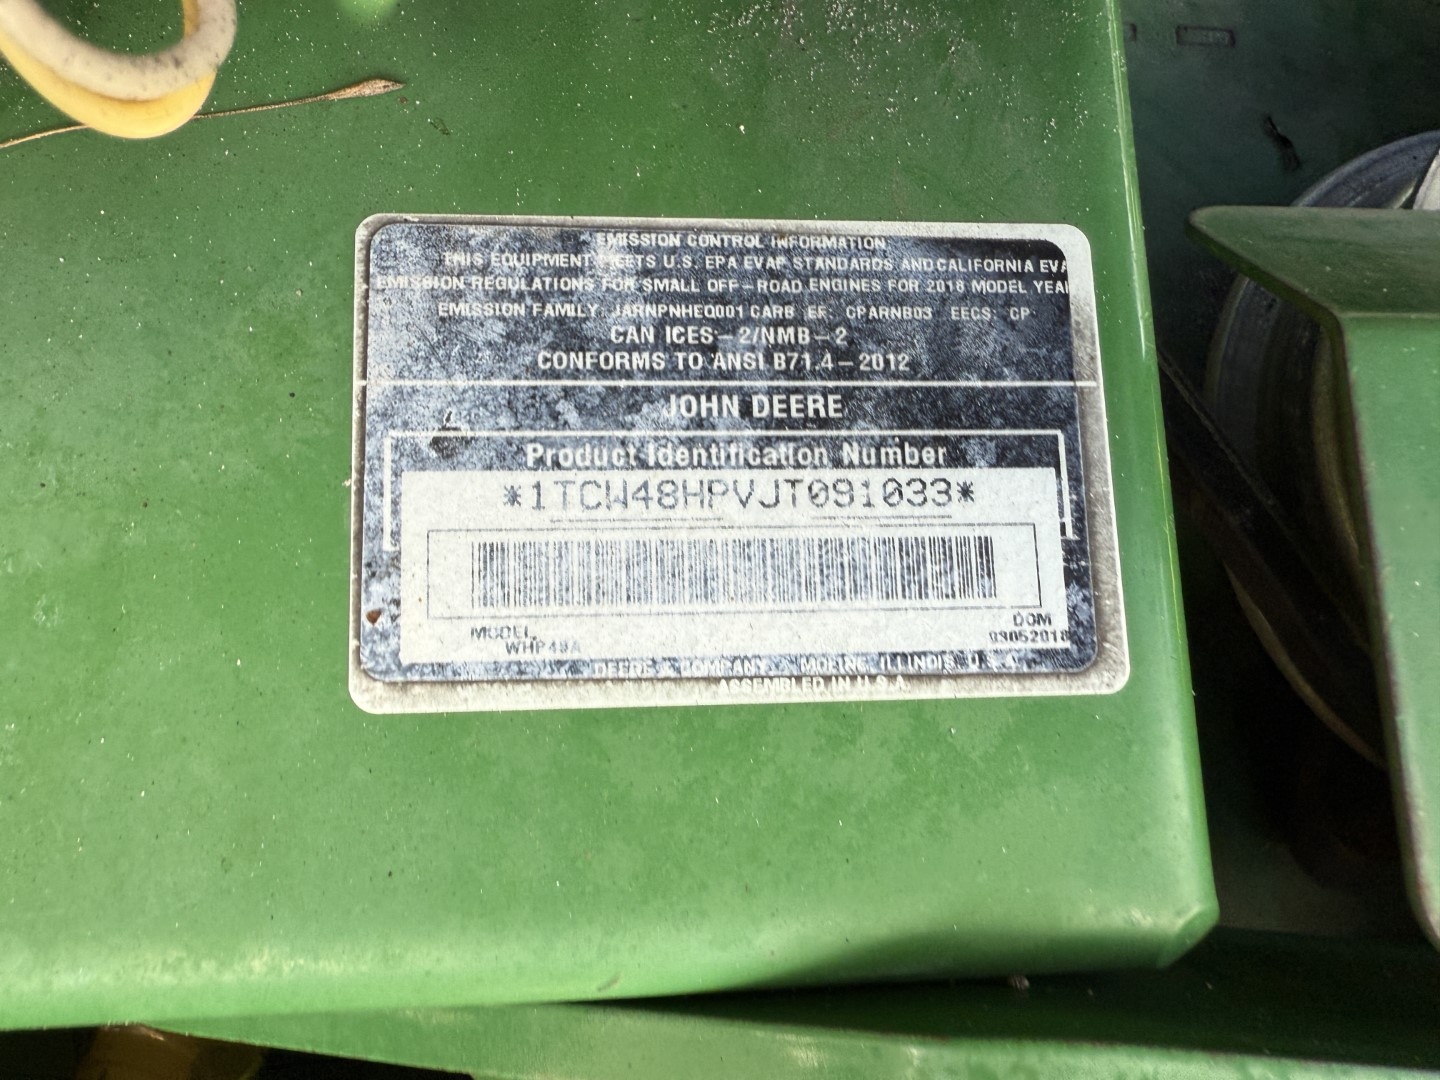 EMISSION CONTROL INFORMATION
THIS EQUIPMENT MEETS U.S. EPA EVAP STANDARDS AND CALIFORNIA EVA
EMISSION REGULATIONS FOR SMALL OFF-ROAD ENGINES FOR 2018 MODEL YEAR
EMISSION FAMILY: JARNPNHEQ001 CARB EF: CPARNB03 EECS: CP
CAN ICES-2/NMB-2
CONFORMS TO ANSI B71.4-2012
JOHN DEERE
Product Identification Number
*1TCW48HPVJT091033*
MODEL DOM
WHP48A 03052018
DEERE & COMPANY MOLINE, ILLINOIS U.S.A.
ASSEMBLED IN U.S.A.